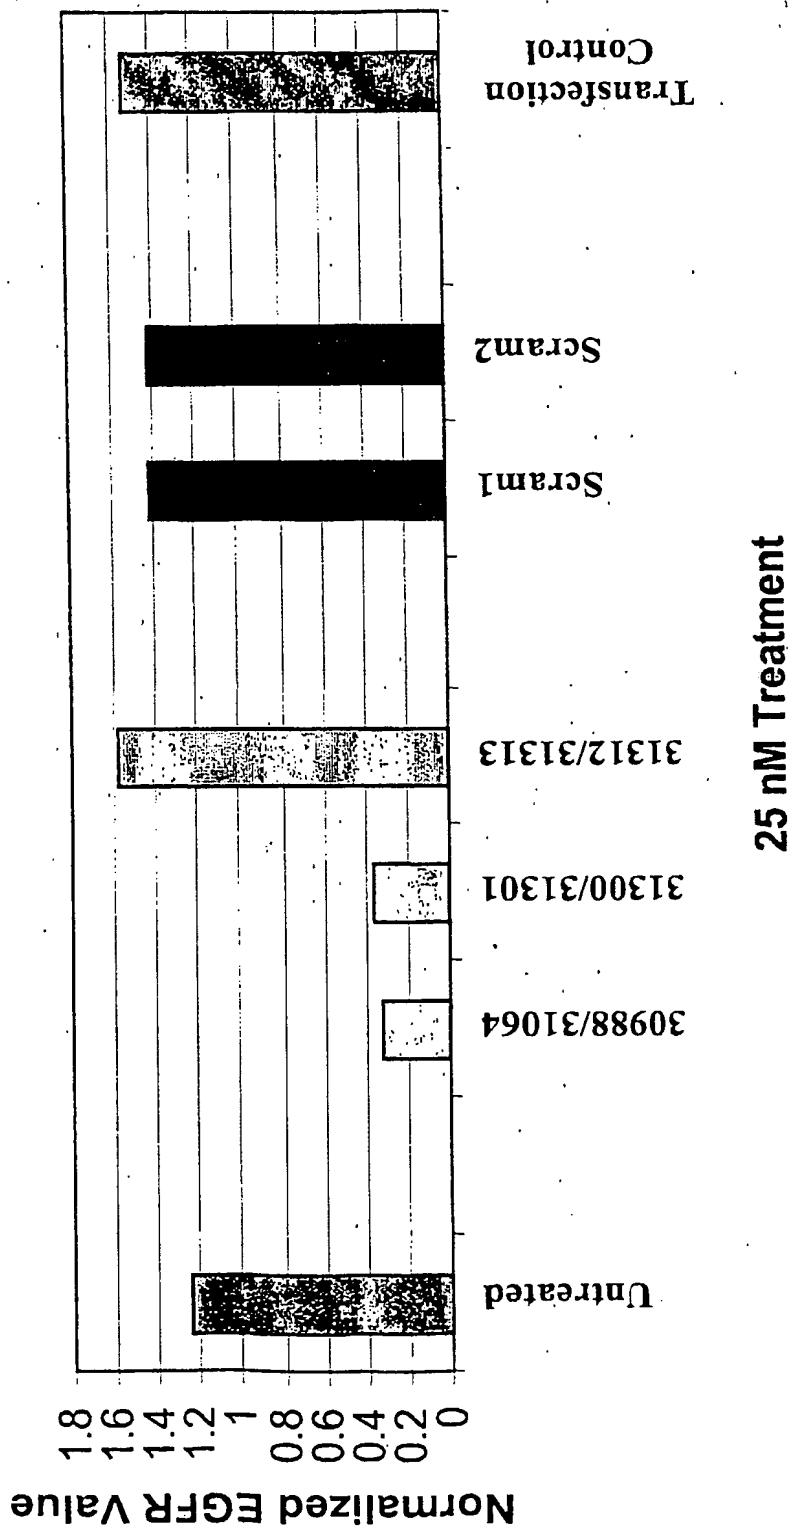 Normalized EGFR Value
1.8
1.6
1.4
1.2
1
0.8
0.6
0.4
0.2
0
Untreated
30988/31064
31300/31301
31312/31313
Scram1
Scram2
Transfection
Control
25 nM Treatment